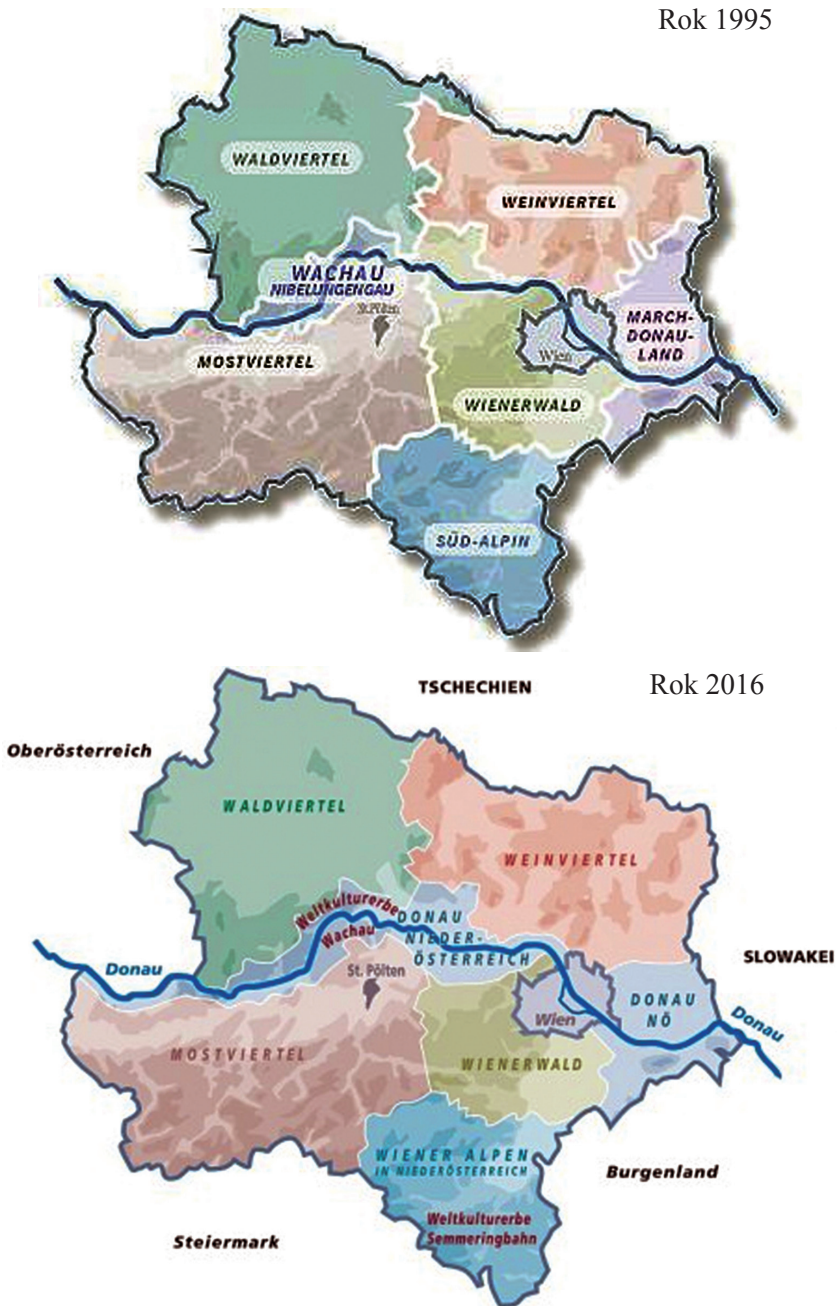 Rok 1995
WALDVIERTEL
WEINVIERTEL
WACHAU
NIBELUNGENGAU
St.Pölten
MARCH-
DONAU-
LAND
MOSTVIERTEL
Wien
WIENERWALD
SÜD-ALPIN
TSCHECHIEN
Rok 2016
Oberösterreich
WALDVIERTEL
WEINVIERTEL
Weltkulturerbe
Wachau
DONAU
NIEDER-
ÖSTERREICH
SLOWAKEI
Donau
St. Pölten
DONAU
NÖ
Wien
Donau
MOSTVIERTEL
WIENERWALD
WIENER ALPEN
IN NIEDERÖSTERREICH
Burgenland
Weltkulturerbe
Semmeringbahn
Steiermark